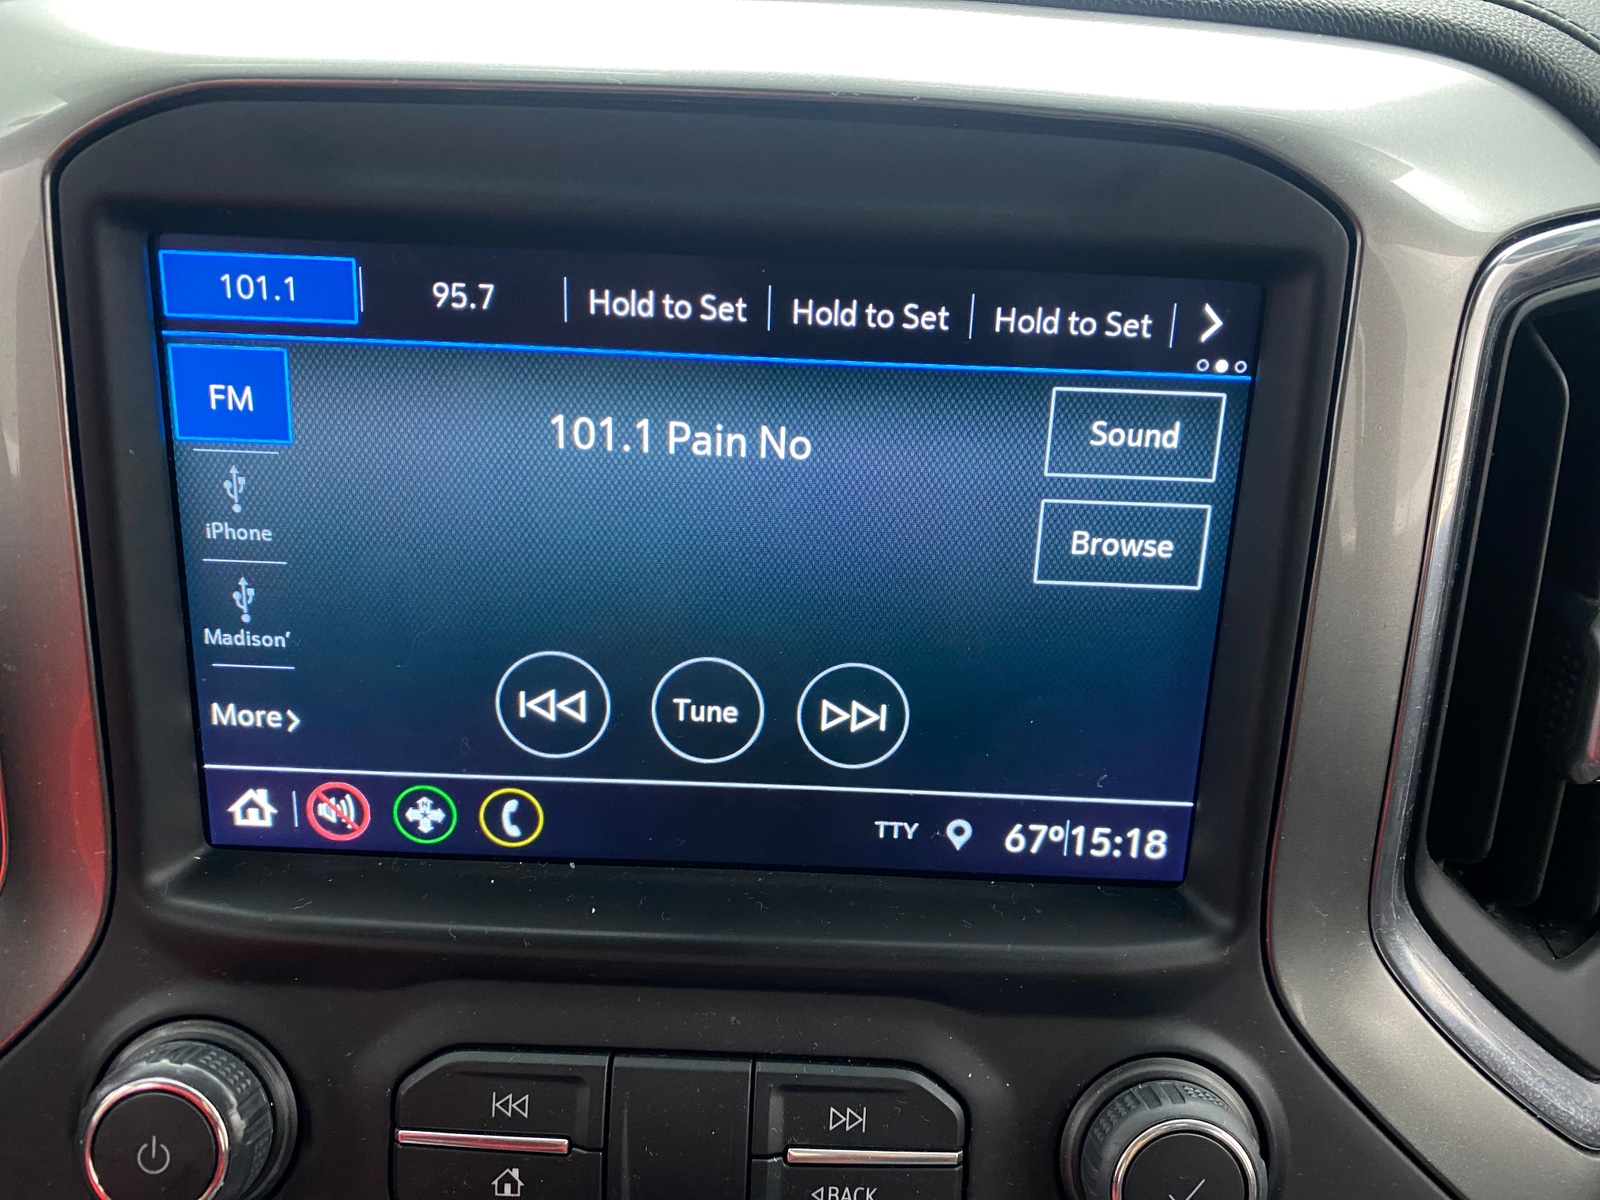 101.1
95.7
Hold to Set
Hold to Set
Hold to Set
FM
101.1 Pain No
Sound
iPhone
Browse
Madison'
More
Tune
TTY
67°
15:18
BACK